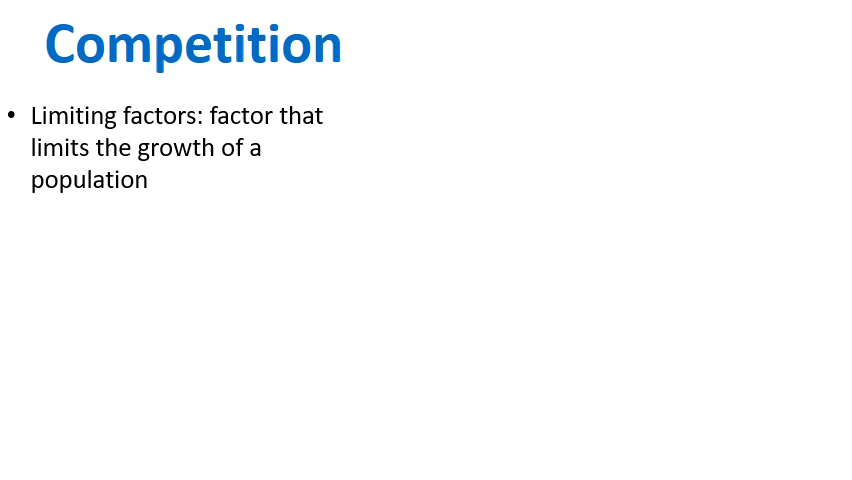 Competition
• Limiting factors: factor that
limits the growth of a
population